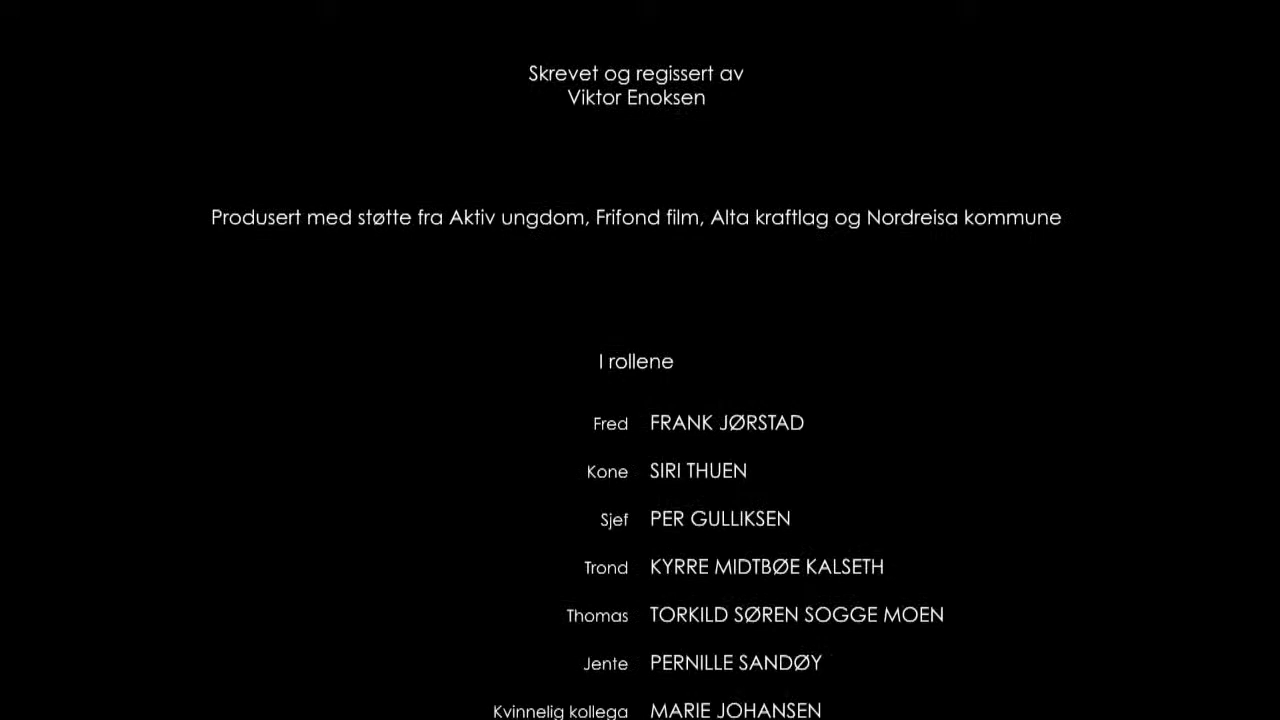 Skrevet og regissert av
Viktor Enoksen
Produsert med støtte fra Aktiv ungdom, Frifond film, Alta kraftlag og Nordreisa kommune
I rollene
Fred FRANK JØRSTAD
Kone SIRI THUEN
Sjef PER GULLIKSEN
Trond KYRRE MIDTBØE KALSETH
Thomas TORKILD SØREN SOGGE MOEN
Jente PERNILLE SANDØY
Kvinnelig kollega MARIE JOHANSEN